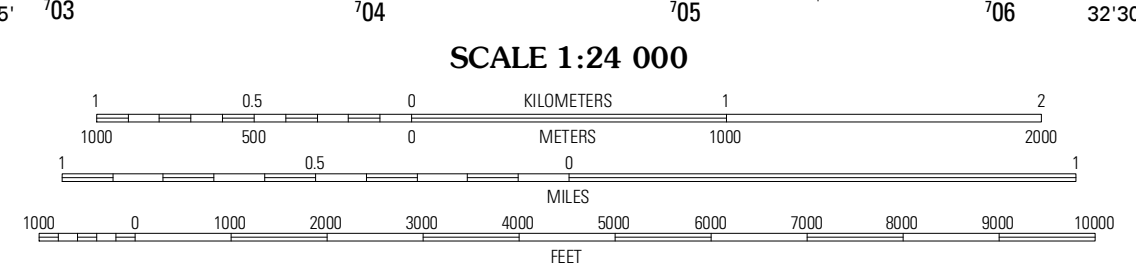 5' ⁷03 ⁷04 ⁷05 ⁷06 32'30
SCALE 1:24 000
1 0.5 0 KILOMETERS 1 2
1000 500 0 METERS 1000 2000
1 0.5 0 1
MILES
1000 0 1000 2000 3000 4000 5000 6000 7000 8000 9000 10000
FEET